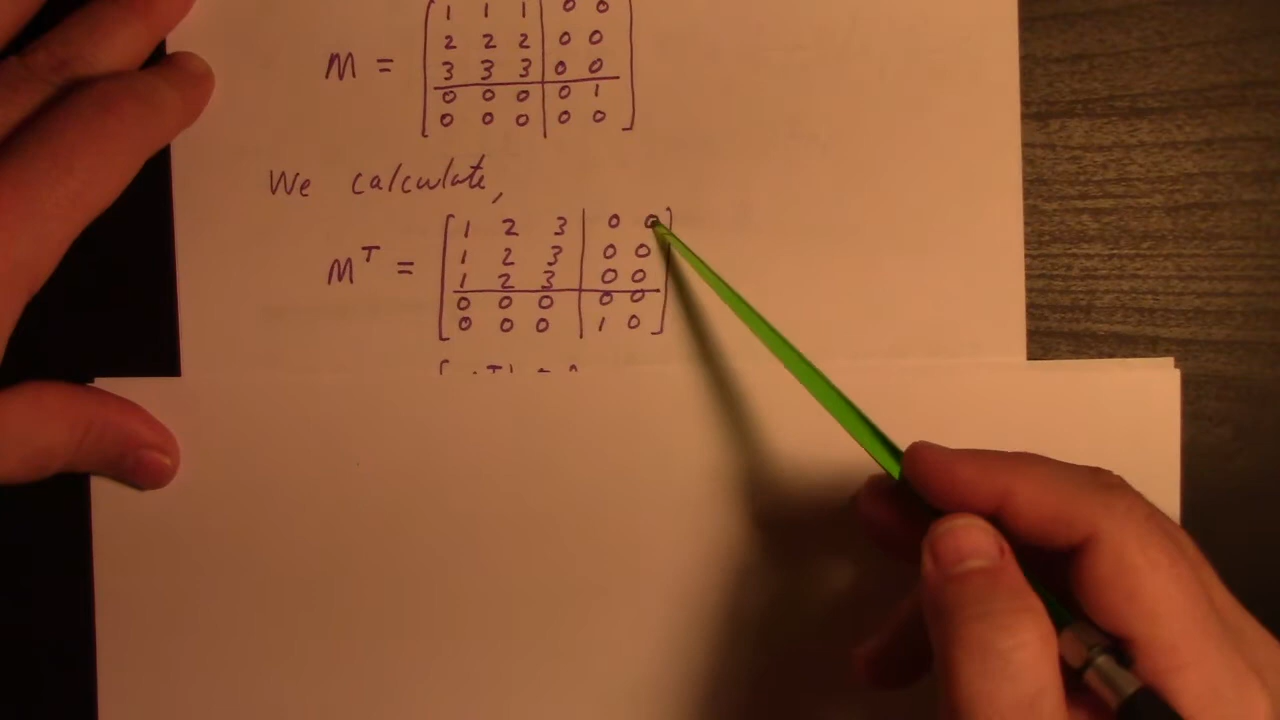 1 1 1 | 0 0
2 2 2 | 0 0
M = 3 3 3 | 0 0
0 0 0 | 0 1
0 0 0 | 0 0
We calculate,
1 2 3 | 0 0
1 2 3 | 0 0
Mᵀ = 1 2 3 | 0 0
0 0 0 | 0 0
0 0 0 | 1 0